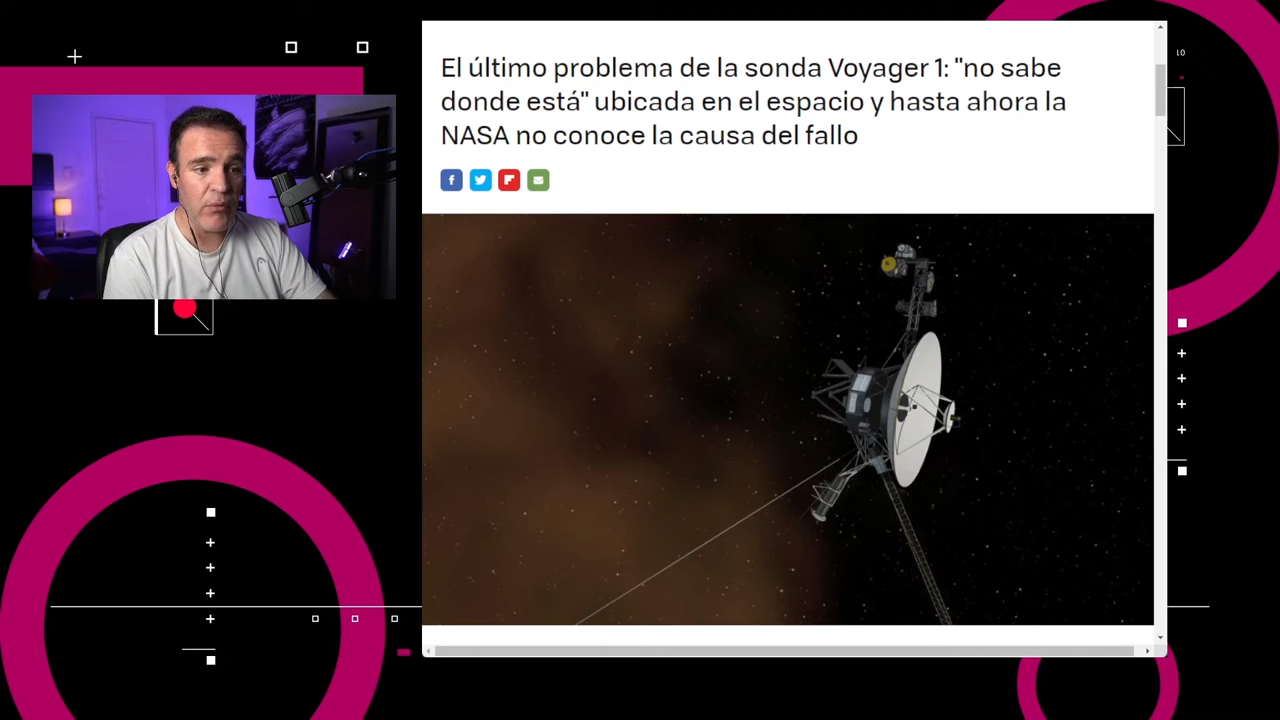 El último problema de la sonda Voyager 1: "no sabe
donde está" ubicada en el espacio y hasta ahora la
NASA no conoce la causa del fallo
10